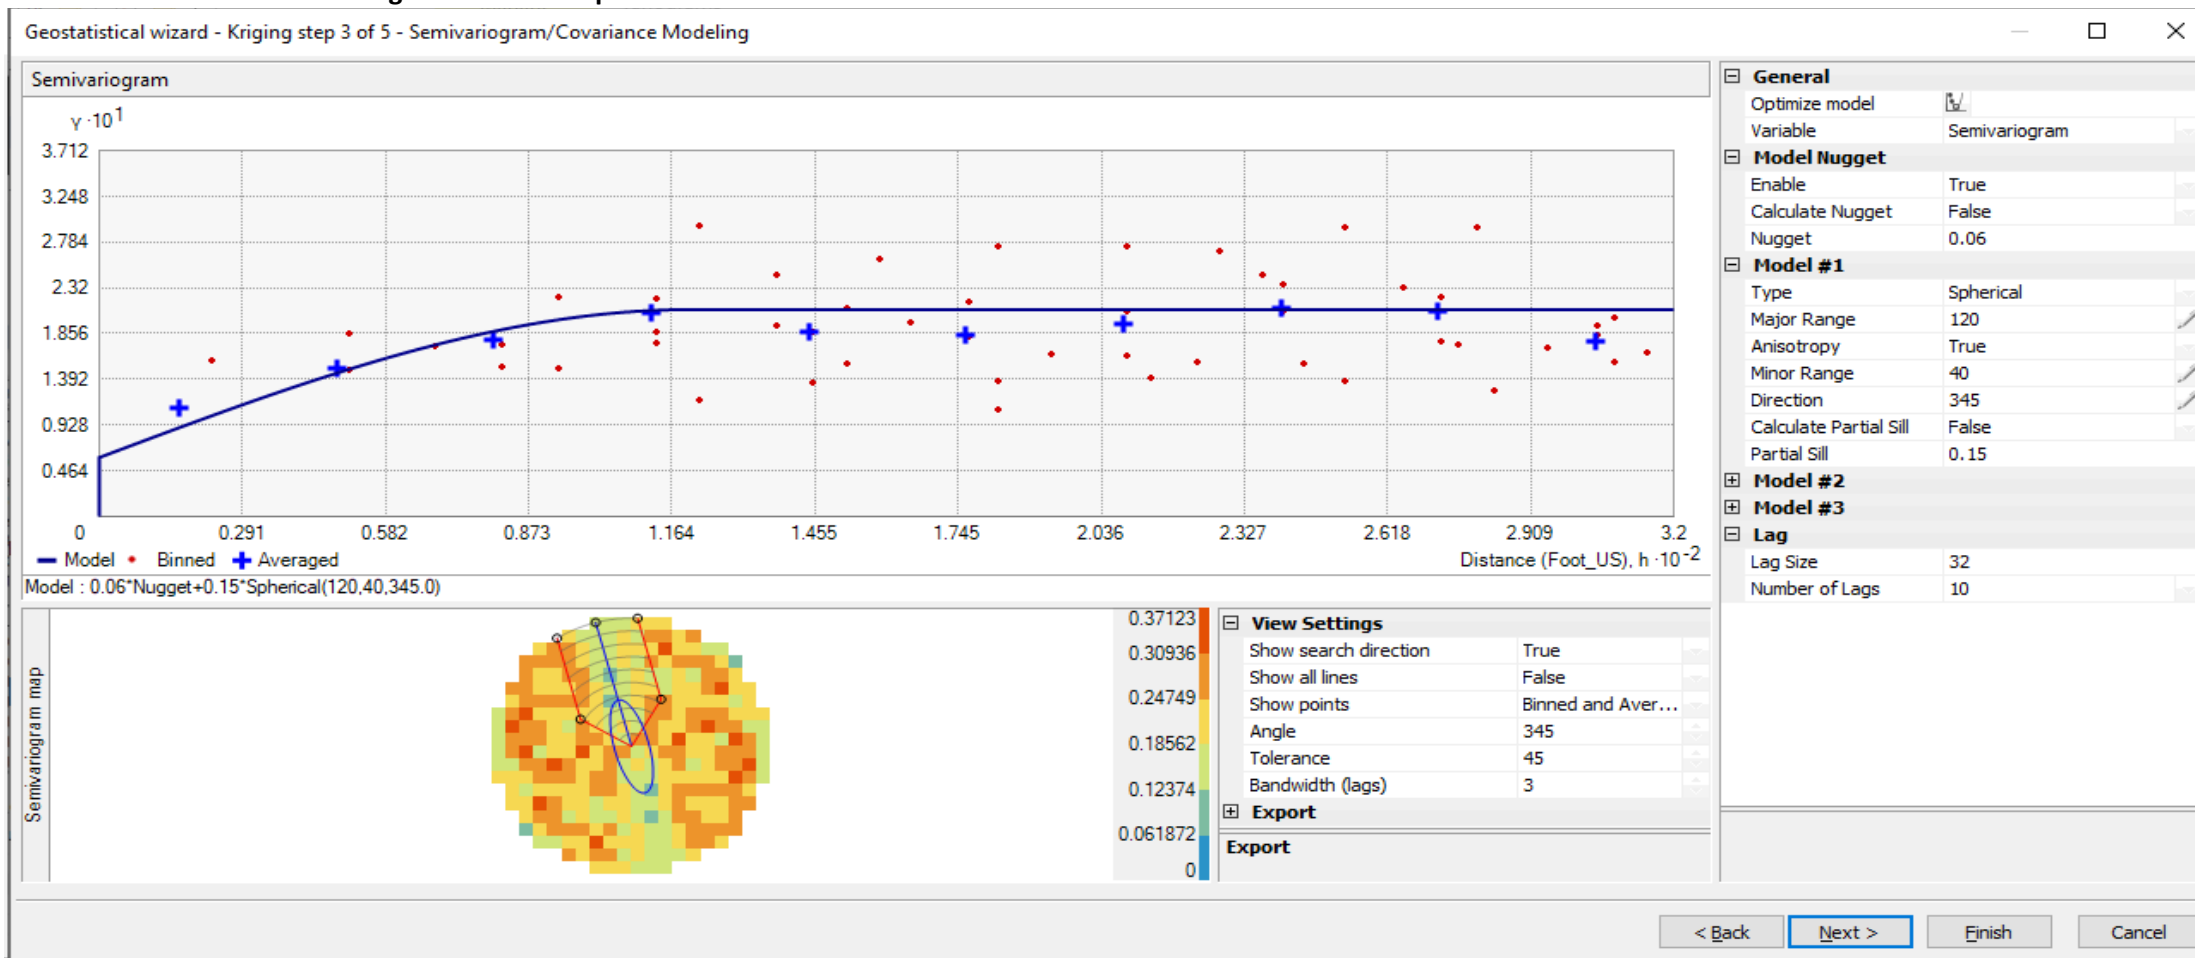 Geostatistical wizard - Kriging step 3 of 5 - Semivariogram/Covariance Modeling
Semivariogram
γ ·10 1
3.712
3.248
2.784
2.32
1.856
1.392
0.928
0.464
0 0.291 0.582 0.873 1.164 1.455 1.745 2.036 2.327 2.618 2.909 3.2
Model Binned Averaged Distance (Foot_US), h ·10 -2
Model : 0.06*Nugget+0.15*Spherical(120,40,345.0)
General
Optimize model
Variable Semivariogram
Model Nugget
Enable True
Calculate Nugget False
Nugget 0.06
Model #1
Type Spherical
Major Range 120
Anisotropy True
Minor Range 40
Direction 345
Calculate Partial Sill False
Partial Sill 0.15
Model #2
Model #3
Lag
Lag Size 32
Number of Lags 10
Semivariogram map
0.37123
0.30936
0.24749
0.18562
0.12374
0.061872
0
View Settings
Show search direction True
Show all lines False
Show points Binned and Aver...
Angle 345
Tolerance 45
Bandwidth (lags) 3
Export
Export
< Back Next > Finish Cancel